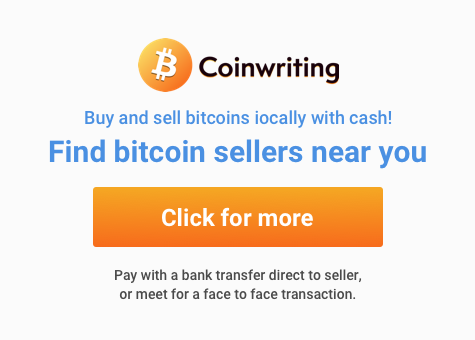 Coinwriting
Buy and sell bitcoins iocally with cash!
Find bitcoin sellers near you
Click for more
Pay with a bank transfer direct to seller,
or meet for a face to face transaction.